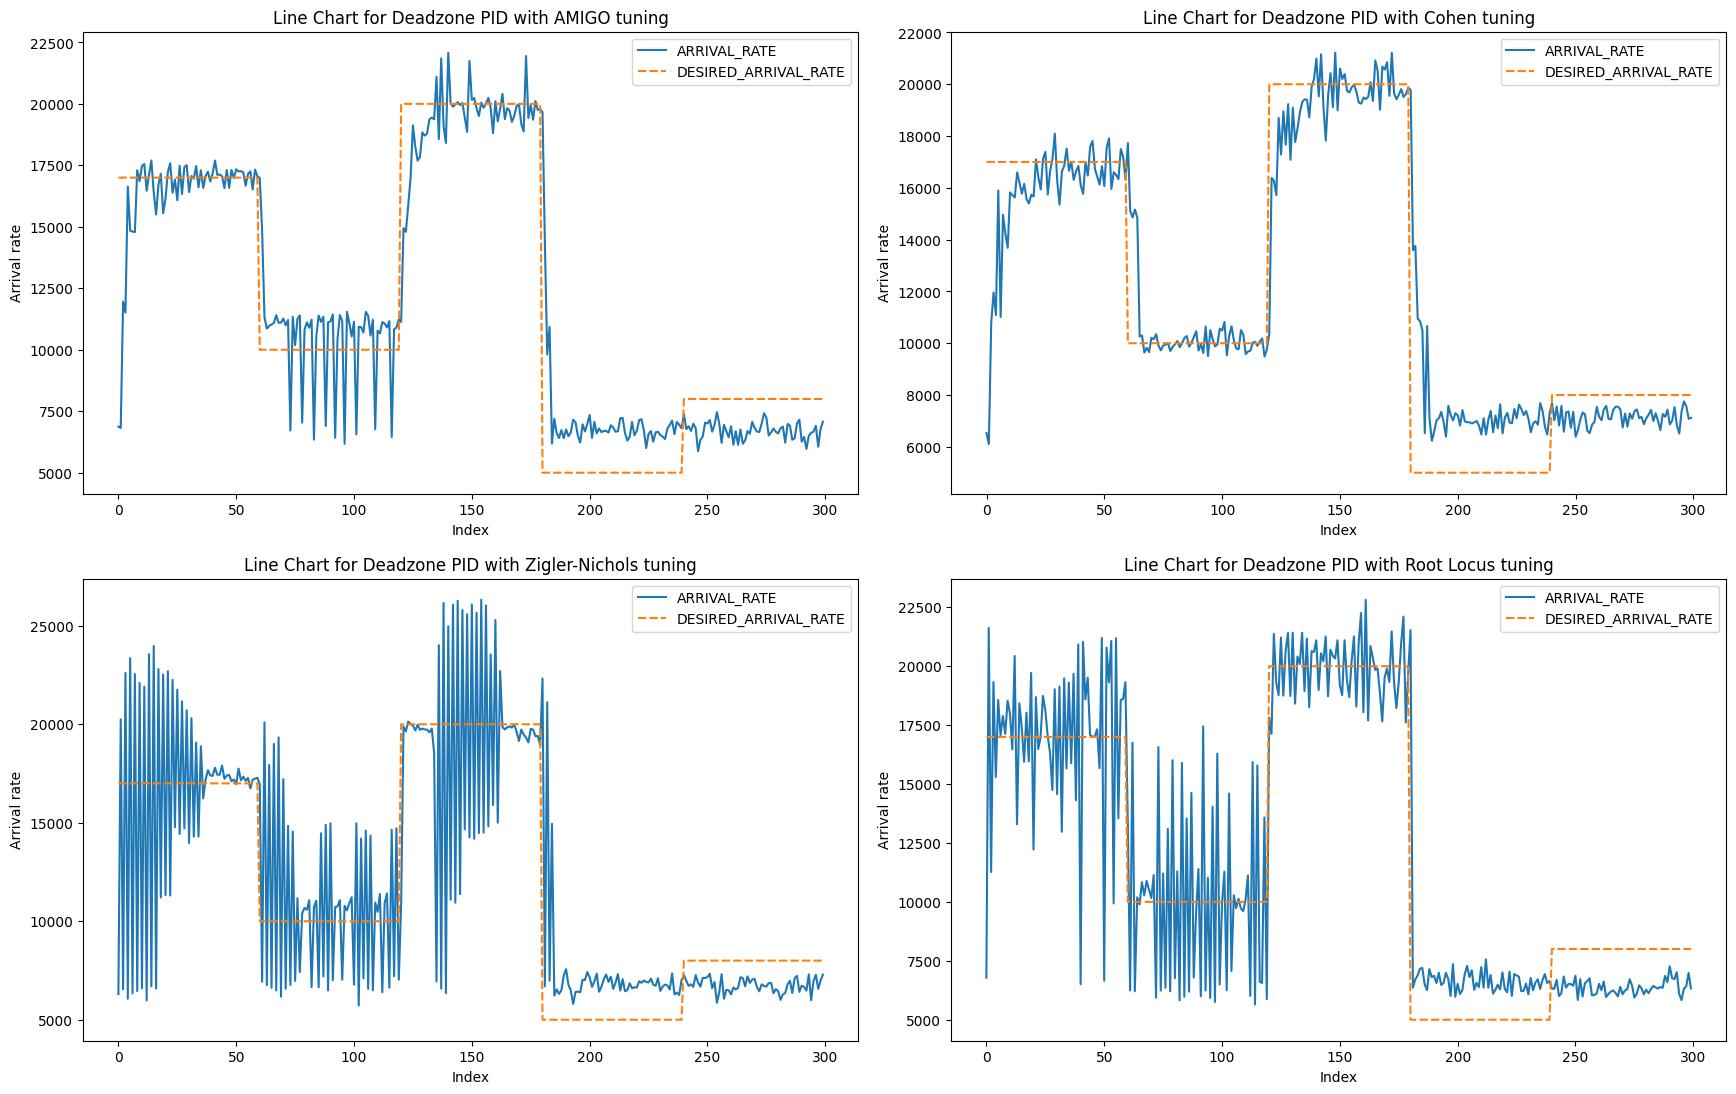 Line Chart for Deadzone PID with AMIGO tuning
22500
20000
17500
15000
12500
10000
7500
5000
Arrival rate
ARRIVAL_RATE
DESIRED_ARRIVAL_RATE
0 50 100 150 200 250 300
Index
Line Chart for Deadzone PID with Cohen tuning
22000
20000
18000
16000
14000
12000
10000
8000
6000
Arrival rate
ARRIVAL_RATE
DESIRED_ARRIVAL_RATE
0 50 100 150 200 250 300
Index
Line Chart for Deadzone PID with Zigler-Nichols tuning
25000
20000
15000
10000
5000
Arrival rate
ARRIVAL_RATE
DESIRED_ARRIVAL_RATE
0 50 100 150 200 250 300
Index
Line Chart for Deadzone PID with Root Locus tuning
22500
20000
17500
15000
12500
10000
7500
5000
Arrival rate
ARRIVAL_RATE
DESIRED_ARRIVAL_RATE
0 50 100 150 200 250 300
Index